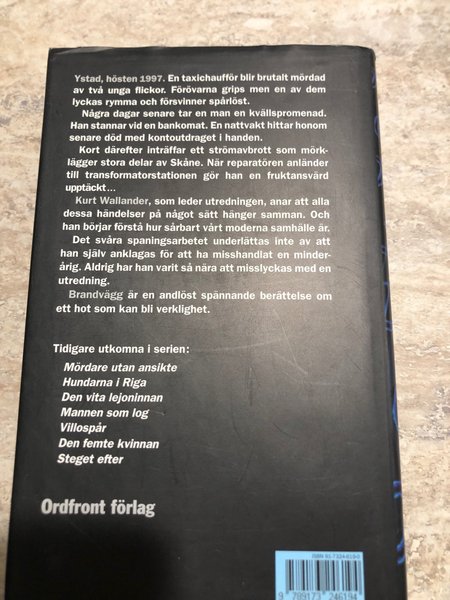 Ystad, hösten 1997. En taxichaufför blir brutalt mördad
av två unga flickor. Förövarna grips men en av dem
lyckas rymma och försvinner spårlöst.
Några dagar senare tar en man en kvällspromenad.
Han stannar vid en bankomat. En nattvakt hittar honom
senare död med kontoutdraget i handen.
Kort därefter inträffar ett strömavbrott som mörk-
lägger stora delar av Skåne. När reparatören anländer
till transformatorstationen gör han en fruktansvärd
upptäckt...
Kurt Wallander, som leder utredningen, anar att alla
dessa händelser på något sätt hänger samman. Och
han börjar förstå hur sårbart vårt moderna samhälle är.
Det svåra spaningsarbetet underlättas inte av att
han själv anklagas för att ha misshandlat en minder-
årig. Aldrig har han varit så nära att misslyckas med en
utredning.
Brandvägg är en andlöst spännande berättelse om
ett hot som kan bli verklighet.
Tidigare utkomna i serien:
Mördare utan ansikte
Hundarna i Riga
Den vita lejoninnan
Mannen som log
Villospår
Den femte kvinnan
Steget efter
Ordfront förlag
ISBN 91-7324-619-0
9 789173 246194